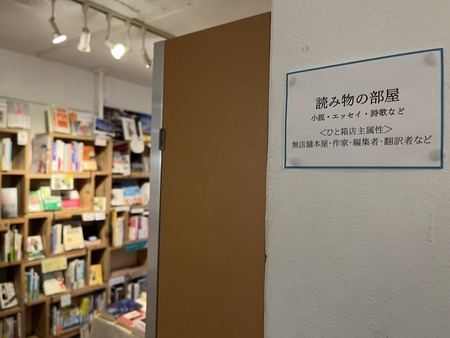 読み物の部屋
小説・エッセイ・詩歌など
＜ひと箱店主属性＞
無店舗本屋・作家・編集者・翻訳者など